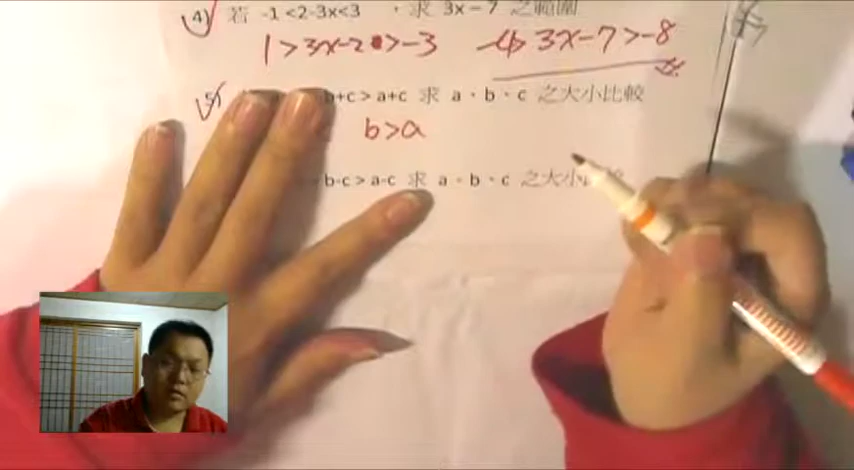 4) 若 -1<2-3x<3 ，求 3x-7 之範圍
1>3x-2>-3 -4>3x-7>-8
5) b+c>a+c 求 a、b、c 之大小比較
b>a
b-c>a-c 求 a、b、c 之大小